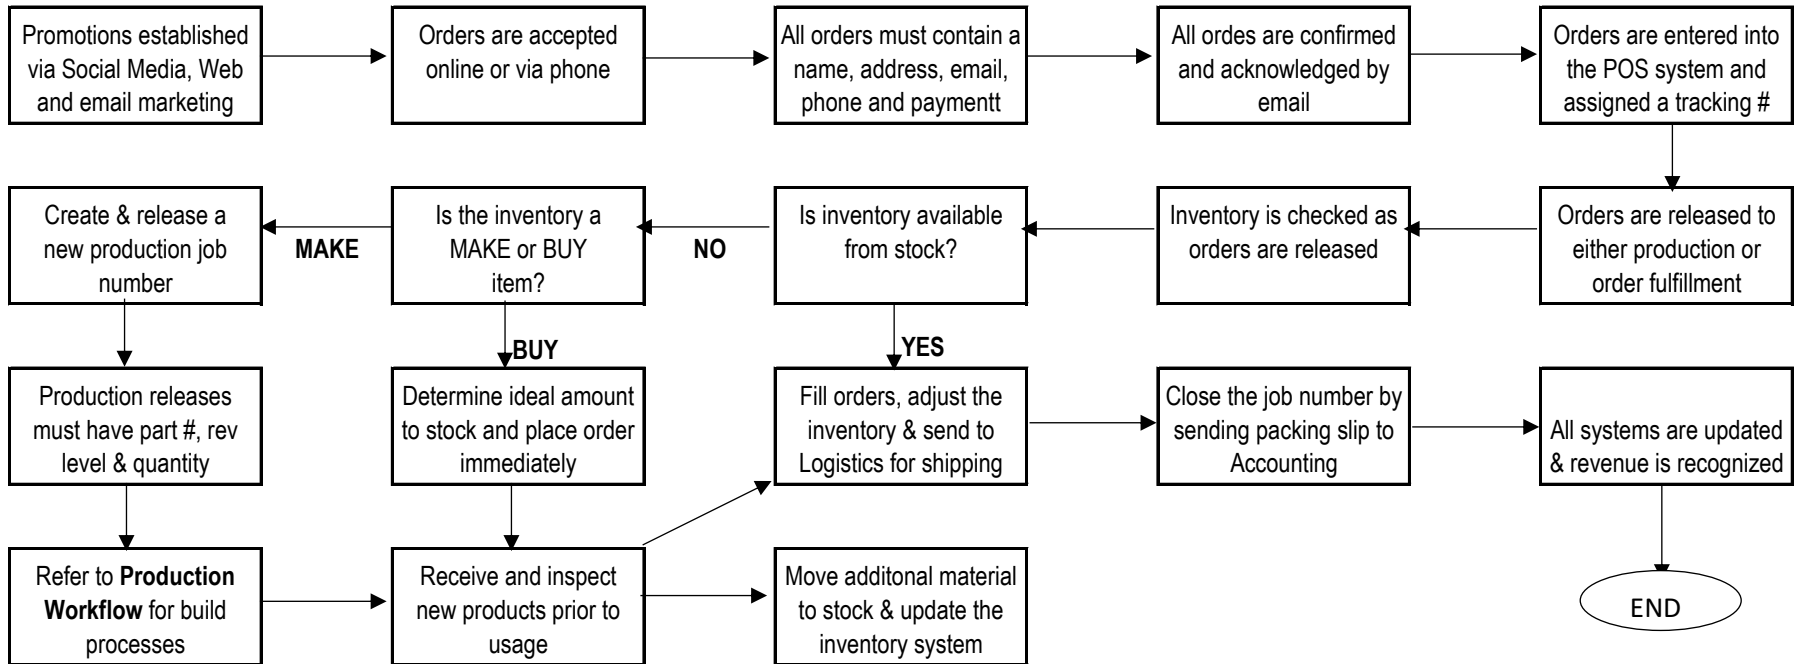 Promotions established
via Social Media, Web
and email marketing
Orders are accepted
online or via phone
All orders must contain a
name, address, email,
phone and paymentt
All ordes are confirmed
and acknowledged by
email
Orders are entered into
the POS system and
assigned a tracking #
Create & release a
new production job
number
MAKE
Is the inventory a
MAKE or BUY
item?
NO
Is inventory available
from stock?
Inventory is checked as
orders are released
Orders are released to
either production or
order fulfillment
BUY
YES
Production releases
must have part #, rev
level & quantity
Determine ideal amount
to stock and place order
immediately
Fill orders, adjust the
inventory & send to
Logistics for shipping
Close the job number by
sending packing slip to
Accounting
All systems are updated
& revenue is recognized
Refer to Production
Workflow for build
processes
Receive and inspect
new products prior to
usage
Move additonal material
to stock & update the
inventory system
END